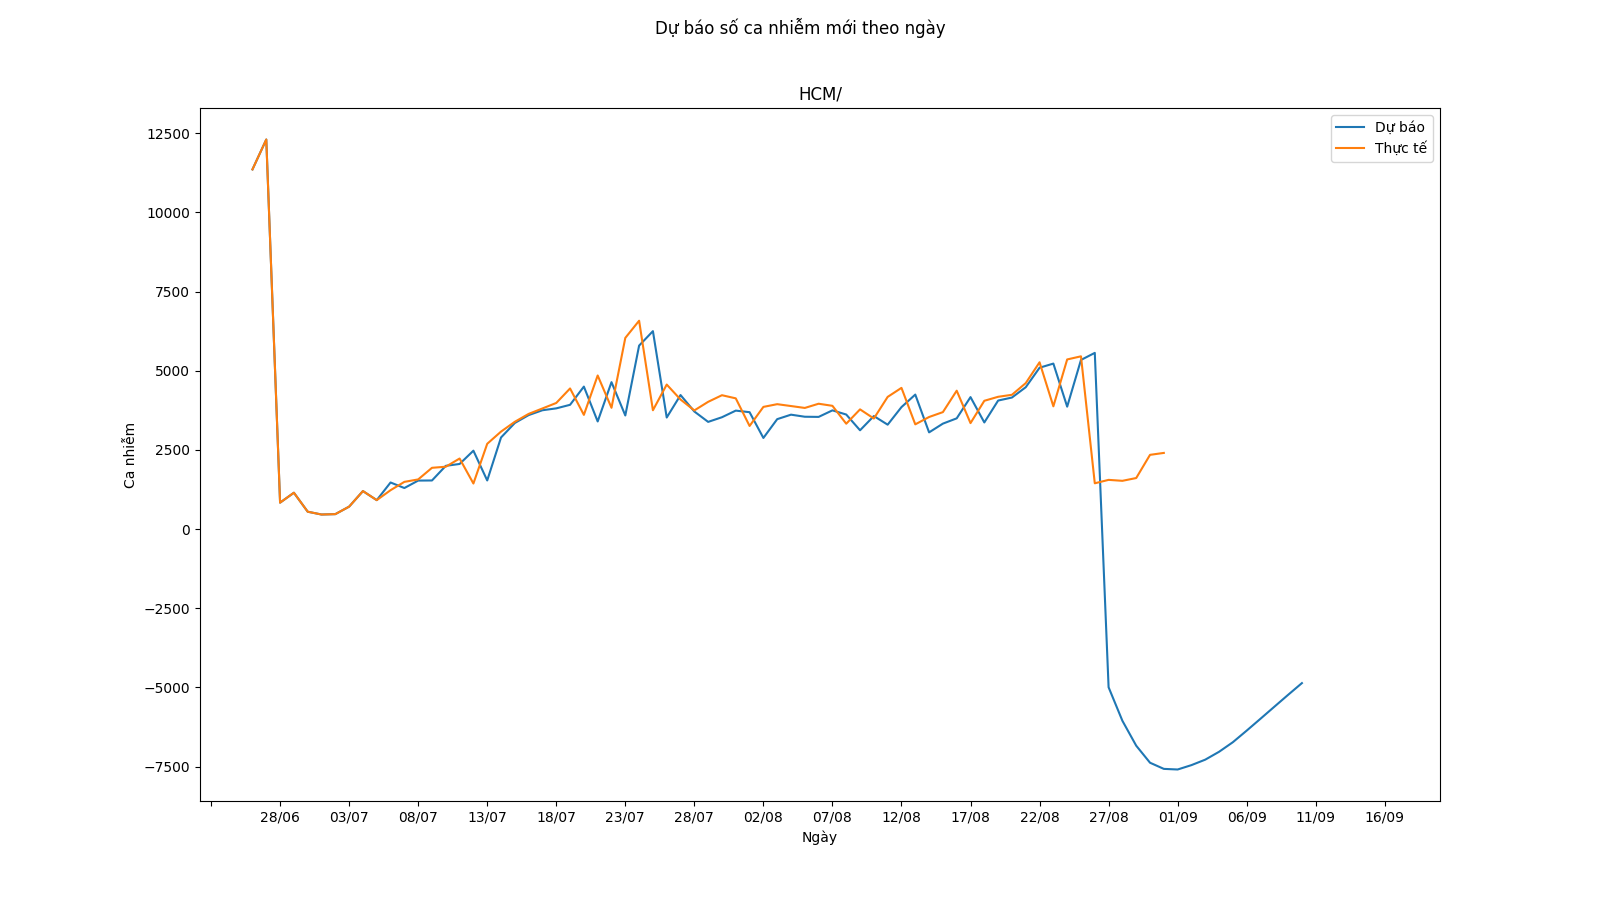 Dự báo số ca nhiễm mới theo ngày
HCM/
Dự báo
Thực tế
12500
10000
7500
5000
2500
0
−2500
−5000
−7500
Ca nhiễm
28/06 03/07 08/07 13/07 18/07 23/07 28/07 02/08 07/08 12/08 17/08 22/08 27/08 01/09 06/09 11/09 16/09
Ngày